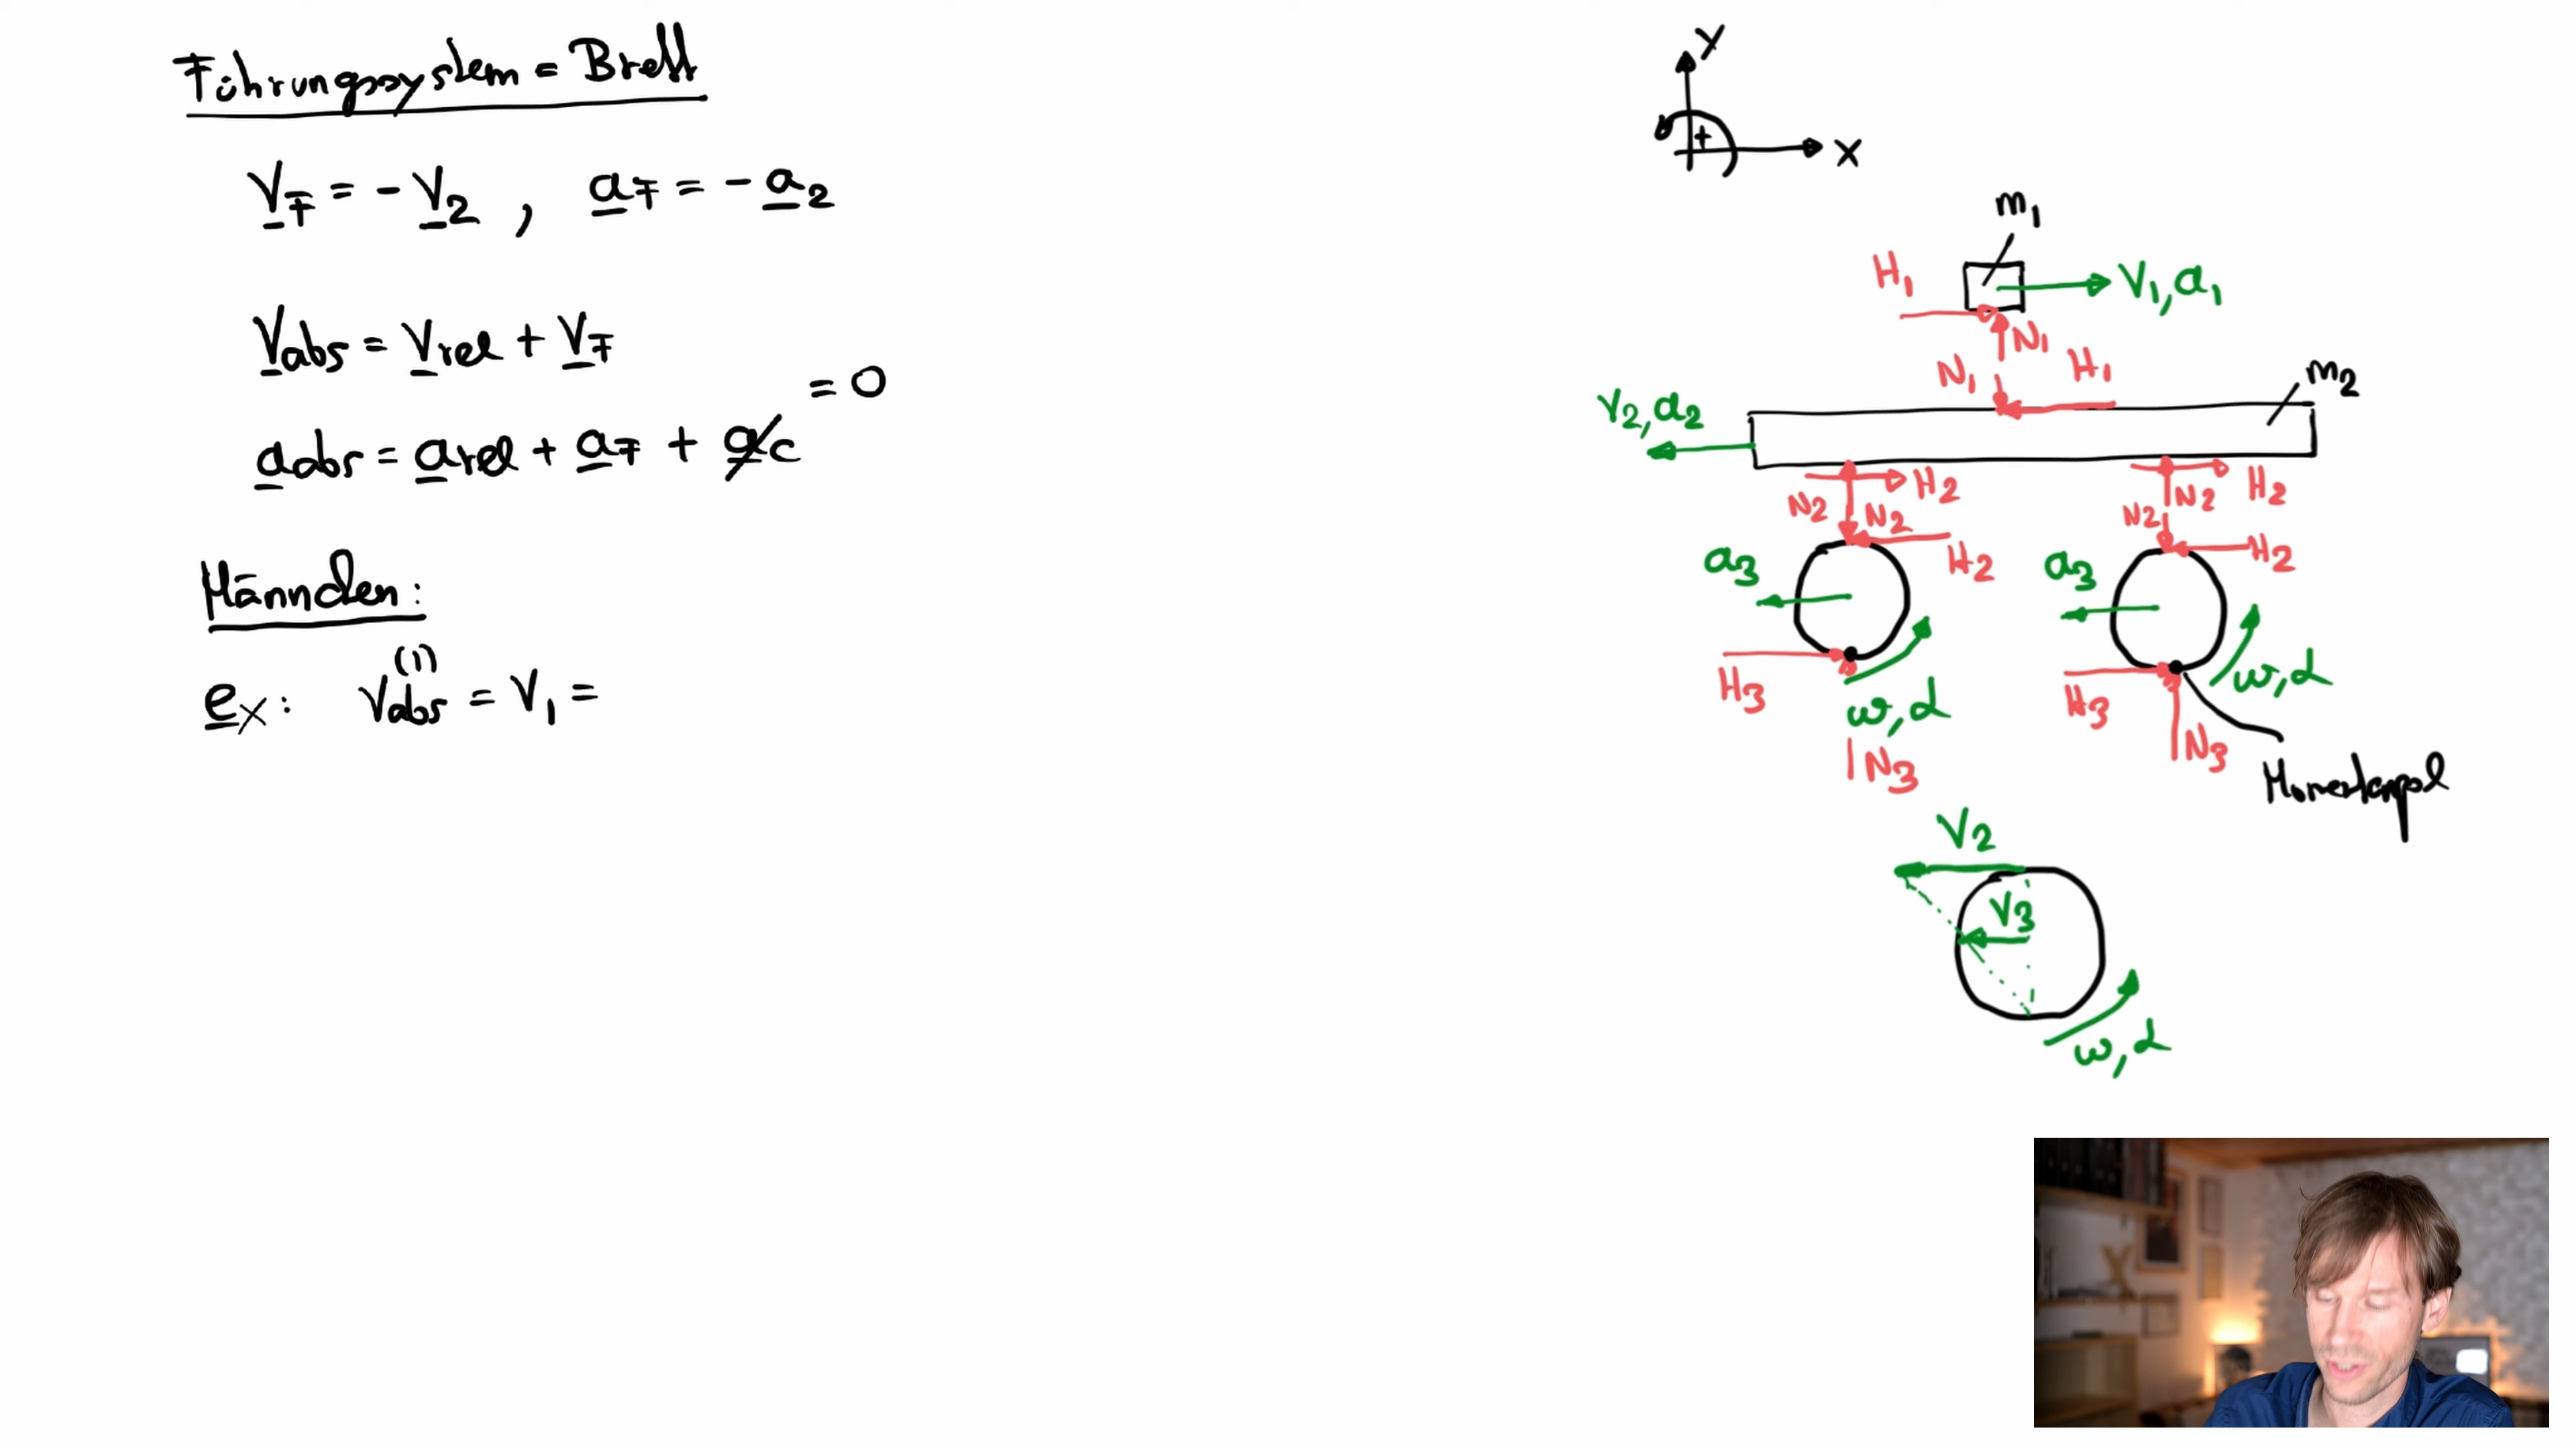 Führungssystem = Brett
v_F = - v_2 , a_F = - a_2
v_abs = v_rel + v_F
a_abs = a_rel + a_F + a_c = 0
Männchen:
e_x: v_abs^(1) = v_1 =
y
+
x
m_1
H_1
v_1, a_1
N_1
N_1
H_1
m_2
v_2, a_2
H_2
H_2
N_2
N_2
N_2
N_2
H_2
H_2
a_3
a_3
H_3
ω, α
H_3
ω, α
N_3
N_3
Momentanpol
v_2
v_3
ω, α